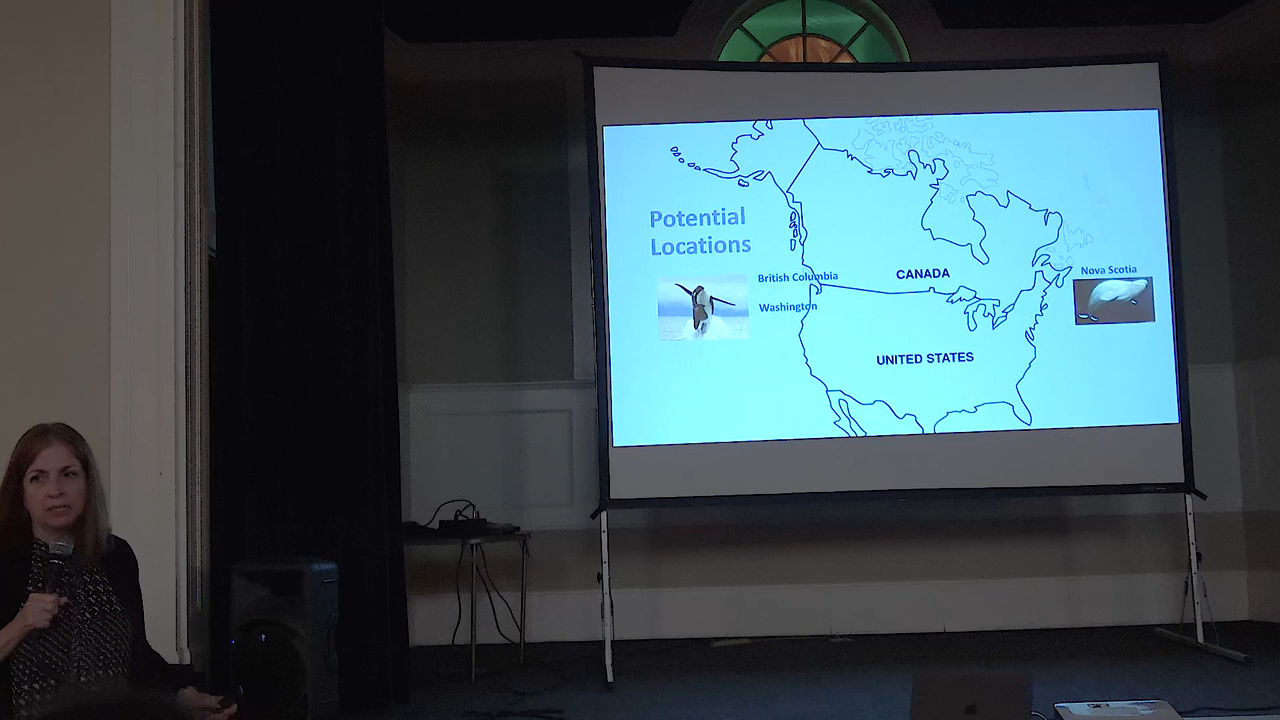 Potential
Locations
British Columbia
Washington
CANADA
UNITED STATES
Nova Scotia